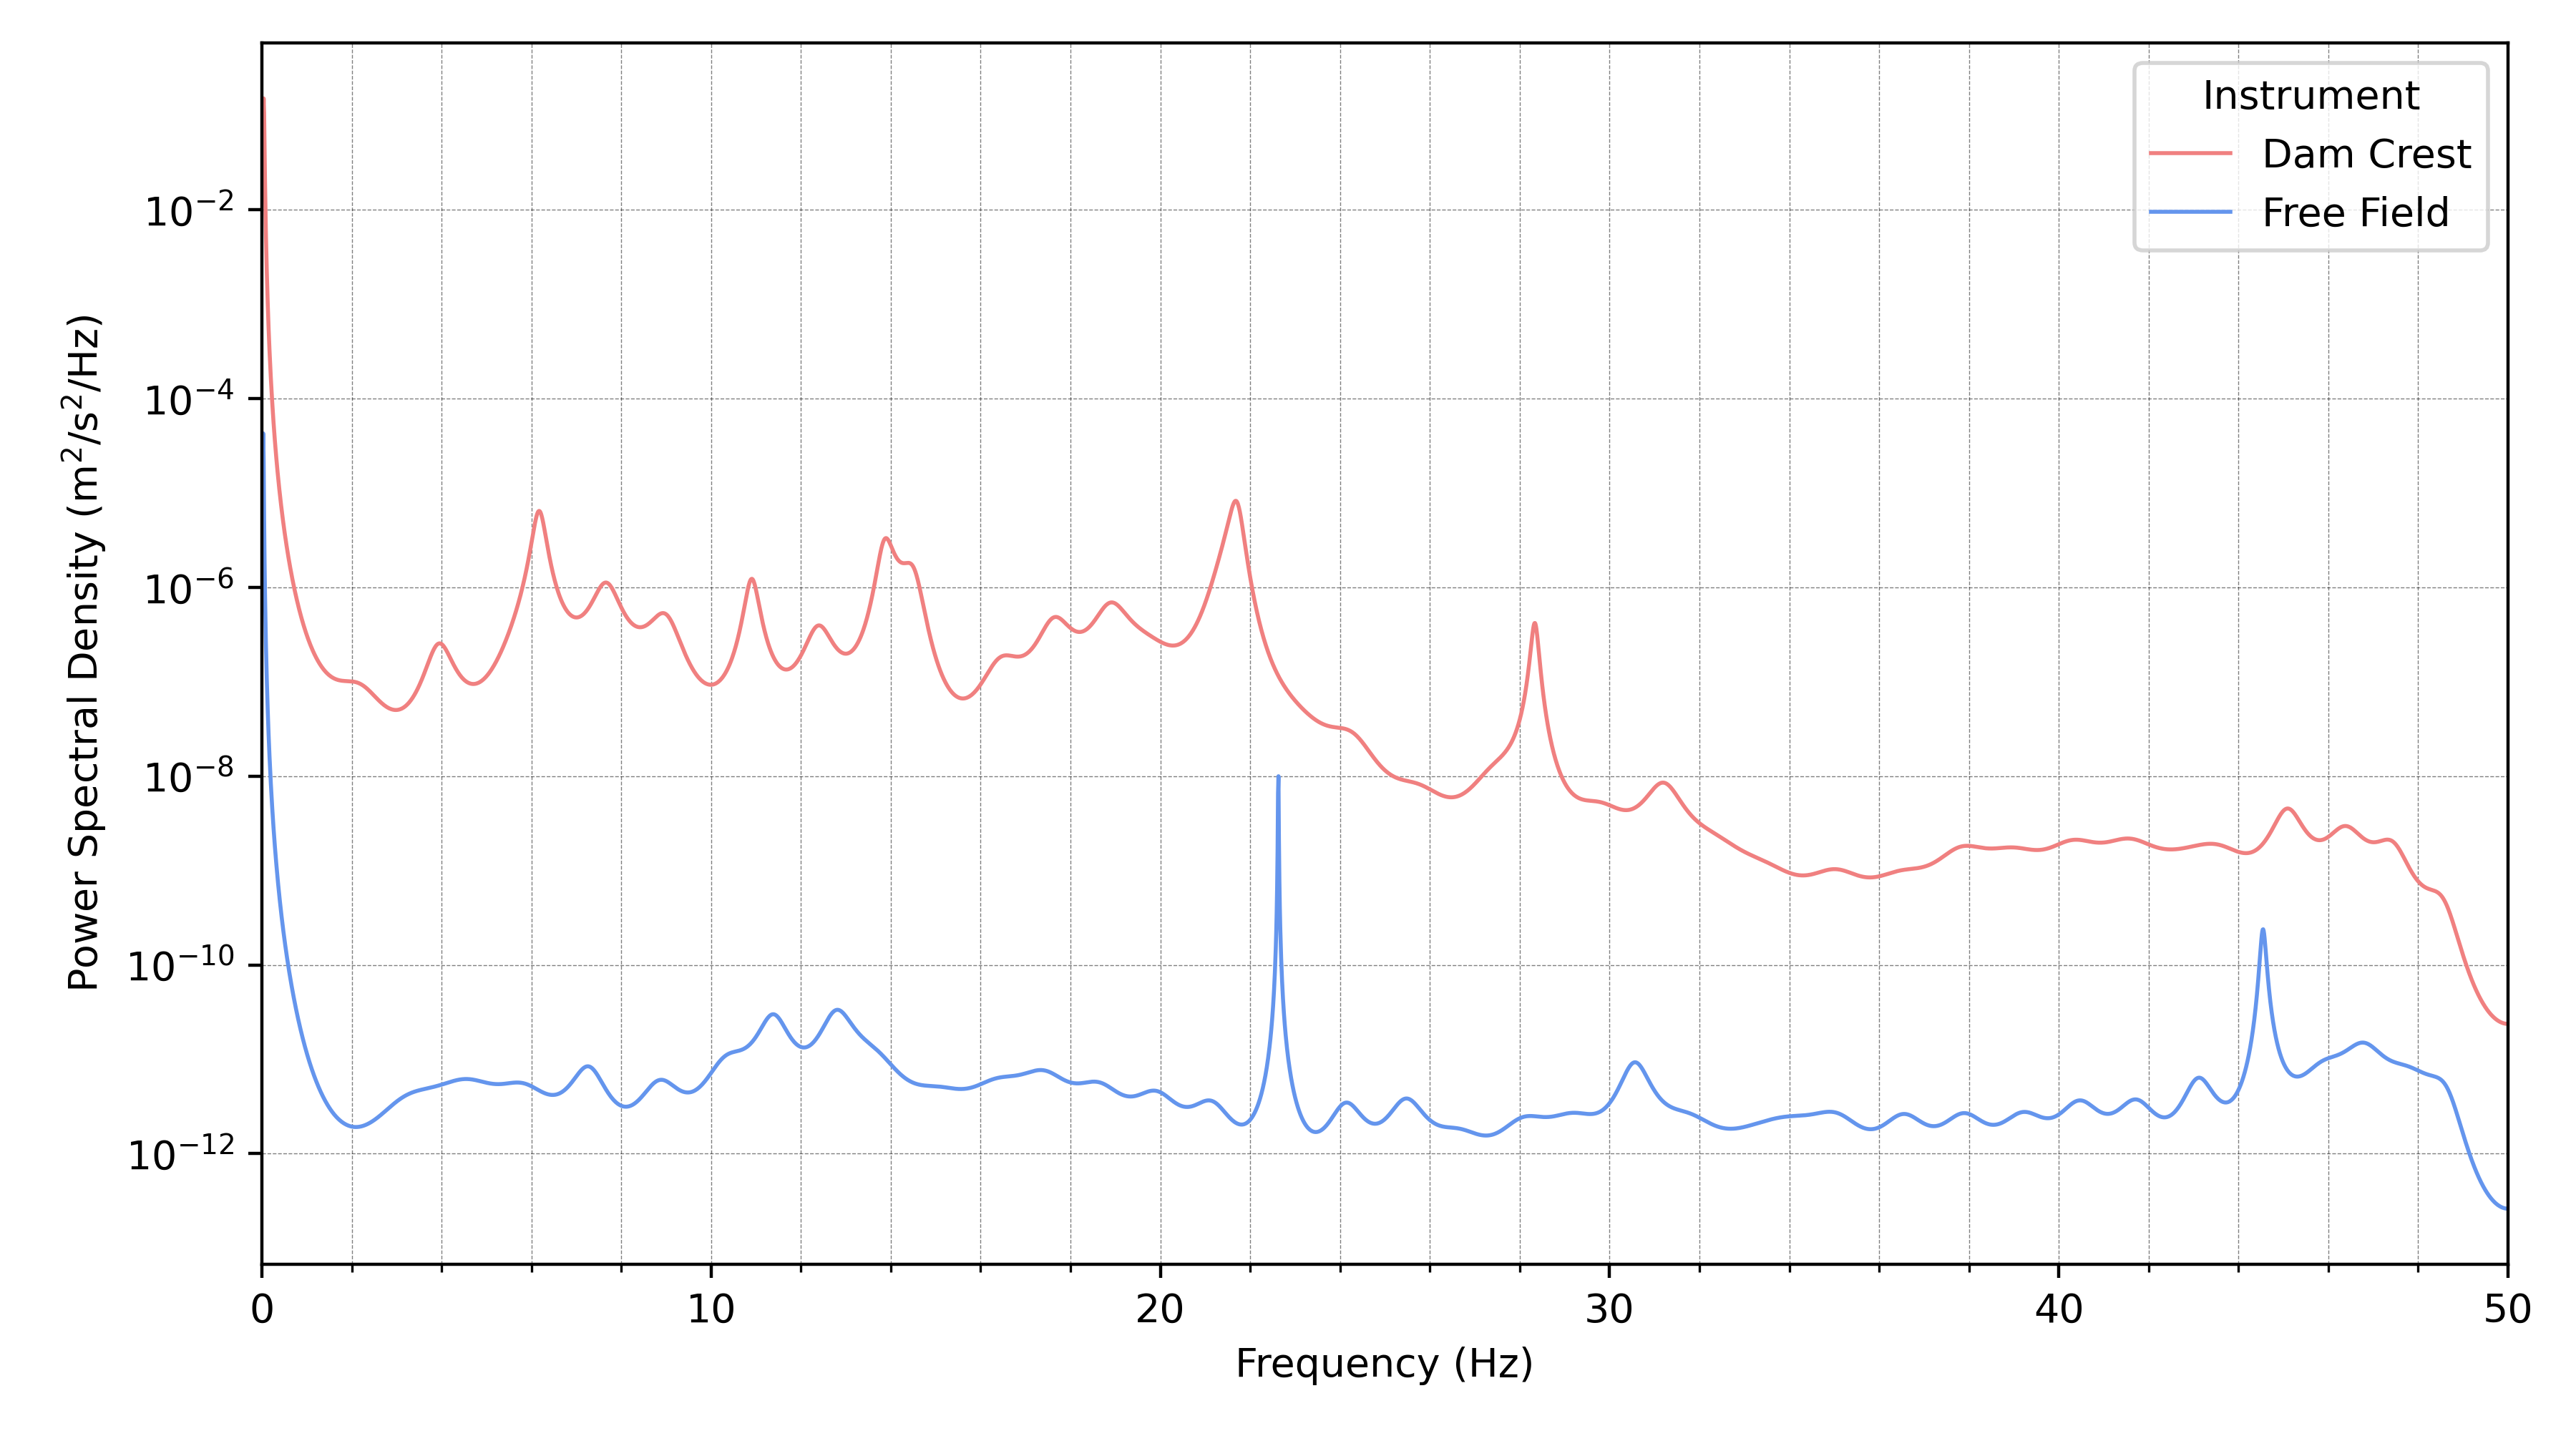 Instrument
Dam Crest
Free Field
Power Spectral Density (m²/s²/Hz)
10⁻²
10⁻⁴
10⁻⁶
10⁻⁸
10⁻¹⁰
10⁻¹²
0 10 20 30 40 50
Frequency (Hz)